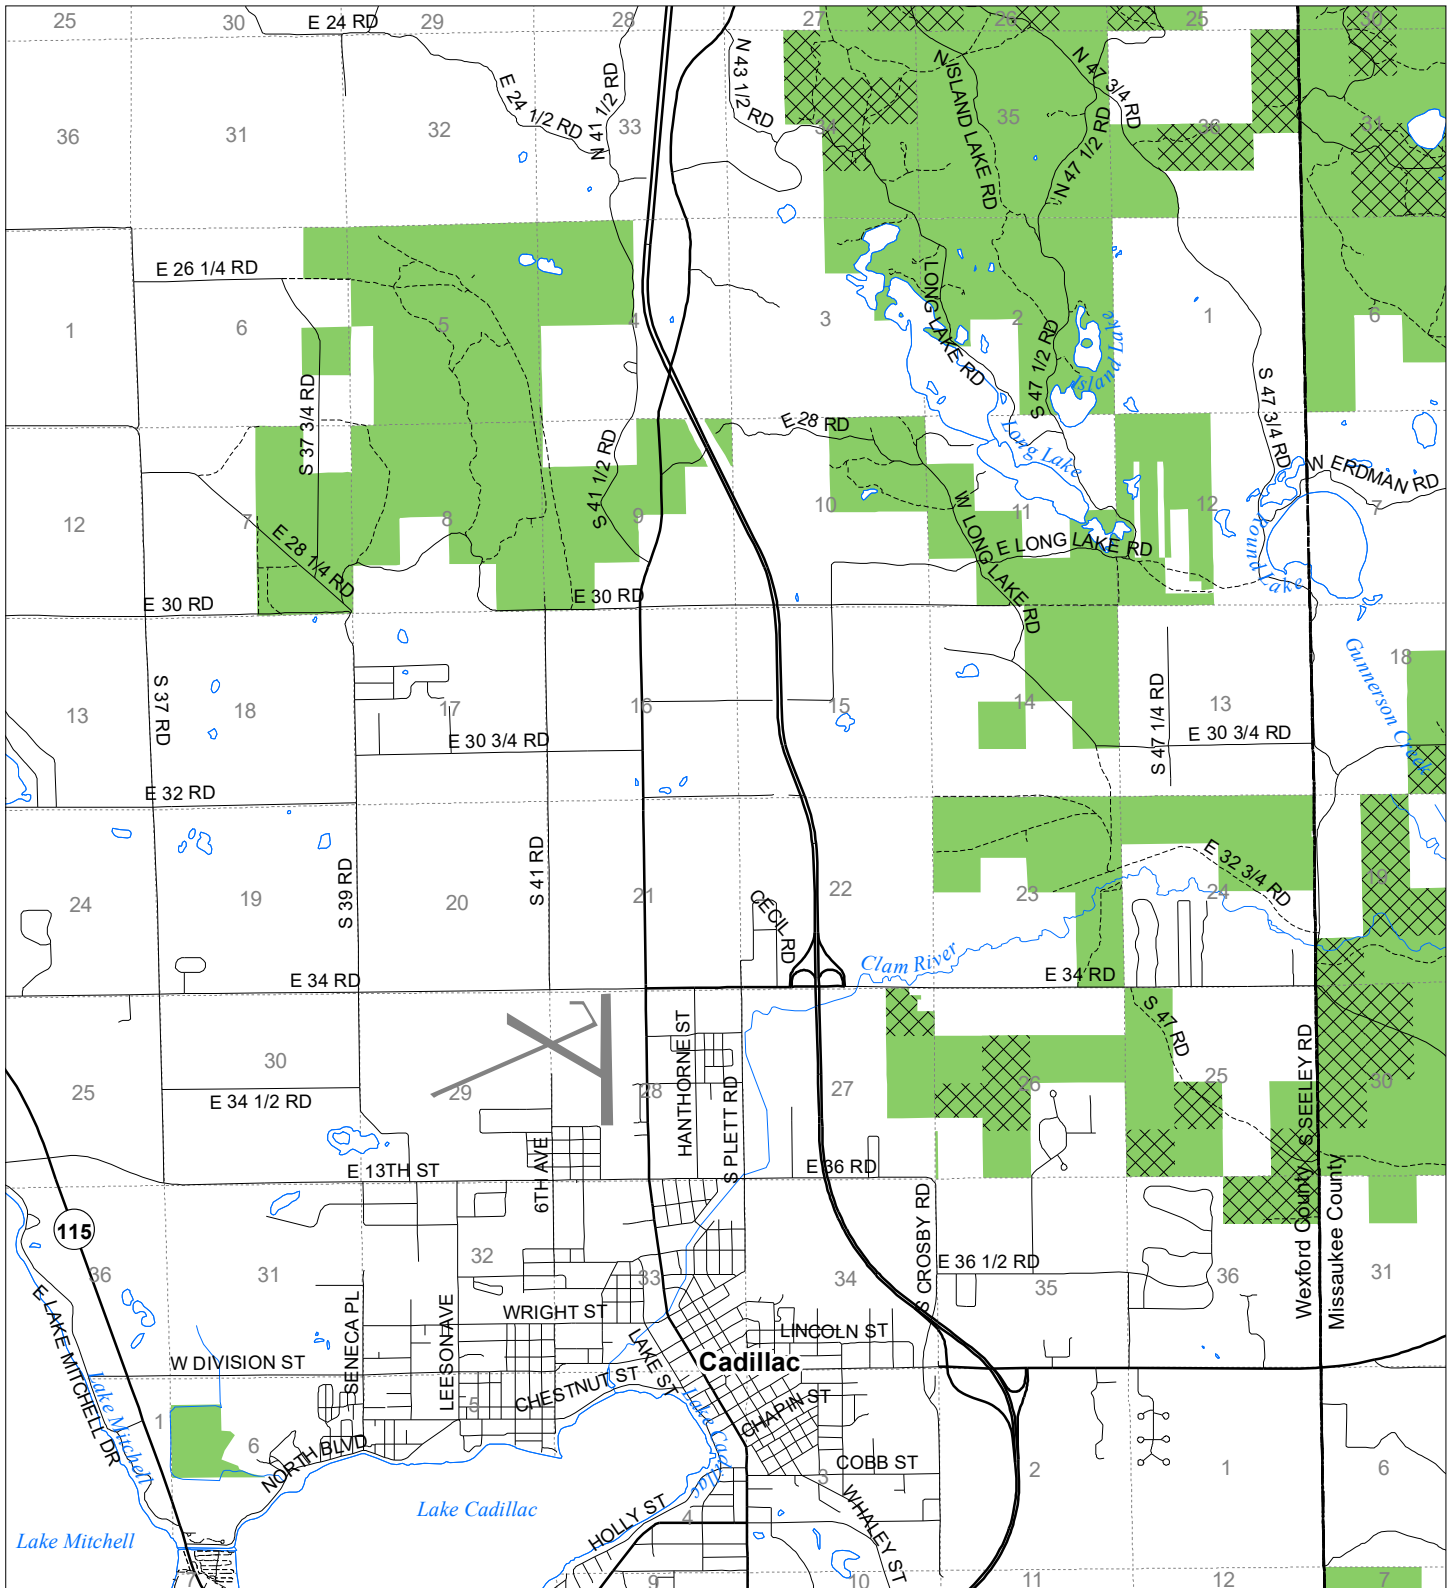 25
30
E 24 RD
29
28
27
26
25
30
36
31
32
E 24 1/2 RD
N 41 1/2 RD
33
N 43 1/2 RD
34
N ISLAND LAKE RD
35
N 47 3/4 RD
N 47 1/2 RD
36
31
E 26 1/4 RD
1
6
5
4
3
LONG LAKE RD
2
S 47 1/2 RD
Island Lake
1
6
S 37 3/4 RD
S 41 1/2 RD
E 28 RD
Long Lake
S 47 3/4 RD
W ERDMAN RD
12
7
E 28 1/4 RD
8
9
10
W LONG LAKE RD
11
E LONG LAKE RD
12
Round Lake
7
E 30 RD
E 30 RD
Gunnerson Creek
13
S 37 RD
18
17
16
15
14
S 47 1/4 RD
13
18
E 30 3/4 RD
E 30 3/4 RD
E 32 RD
24
19
S 39 RD
20
S 41 RD
21
CECIL RD
22
23
E 32 3/4 RD
24
19
Clam River
E 34 RD
E 34 RD
25
30
29
28
HANTHORNE ST
S PLETT RD
27
26
S 47 RD
25
S SEELEY RD
30
E 34 1/2 RD
E 13TH ST
6TH AVE
E 36 RD
Wexford County
Missaukee County
115
36
31
32
33
34
S CROSBY RD
E 36 1/2 RD
35
36
31
E LAKE MITCHELL DR
Lake Mitchell
SENECA PL
LEESON AVE
WRIGHT ST
LAKE ST
LINCOLN ST
W DIVISION ST
Cadillac
CHESTNUT ST
Lake Cadillac
CHAPIN ST
1
6
5
NORTH BLVD
COBB ST
3
2
1
6
Lake Cadillac
HOLLY ST
4
WHALEY ST
Lake Mitchell
7
9
10
11
12
7